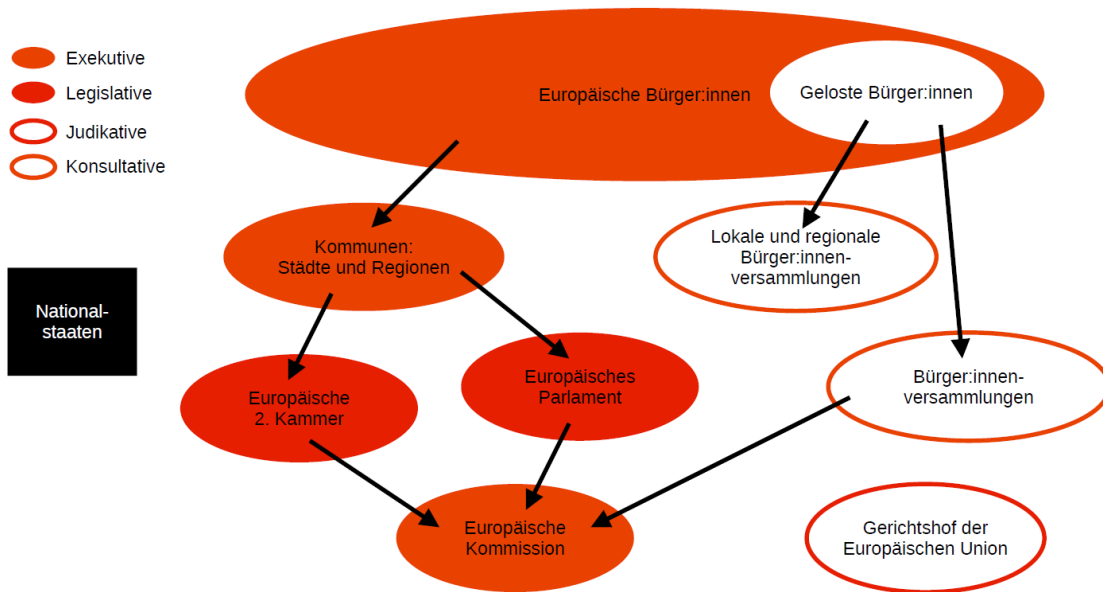 Exekutive
Legislative
Judikative
Konsultative
Europäische Bürger:innen
Geloste Bürger:innen
Kommunen:
Städte und Regionen
Lokale und regionale
Bürger:innen-
versammlungen
National-
staaten
Europäische
2. Kammer
Europäisches
Parlament
Bürger:innen-
versammlungen
Europäische
Kommission
Gerichtshof der
Europäischen Union